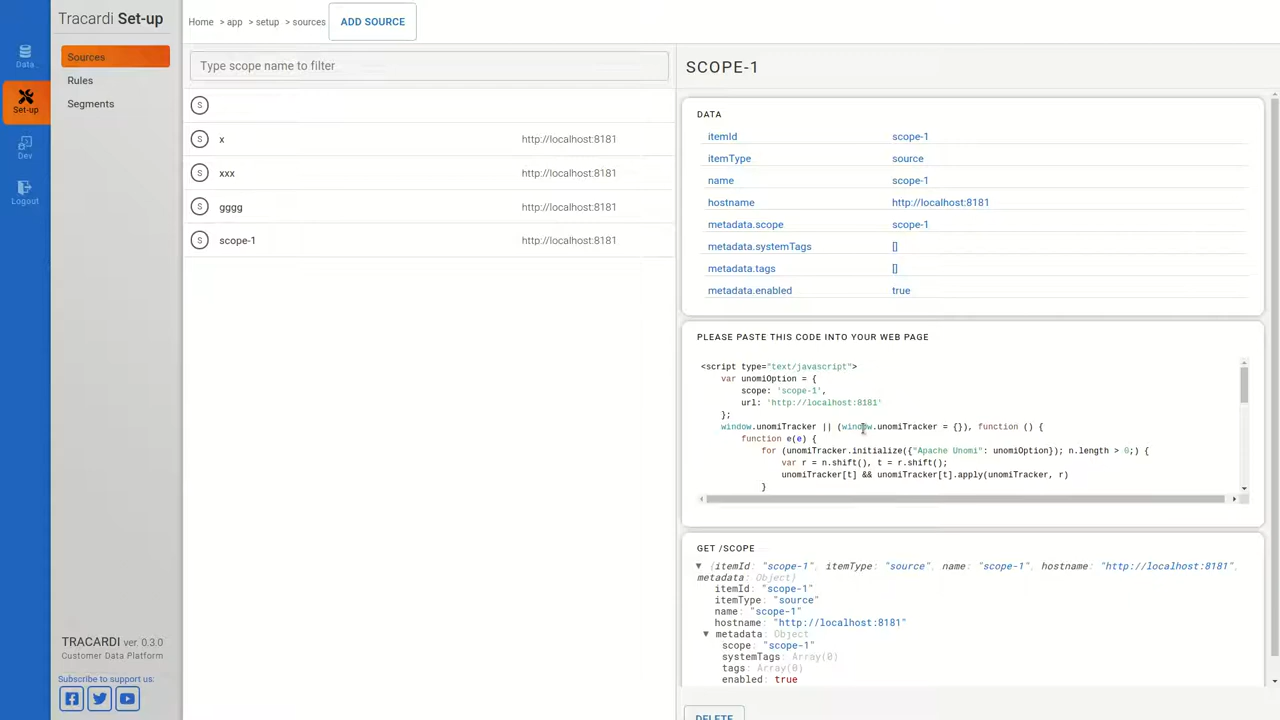 Tracardi Set-up
Home > app > setup > sources
ADD SOURCE
Data
Set-up
Dev
Logout
Sources
Rules
Segments
Type scope name to filter
S
S x http://localhost:8181
S xxx http://localhost:8181
S gggg http://localhost:8181
S scope-1 http://localhost:8181
TRACARDI ver. 0.3.0
Customer Data Platform
Subscribe to support us:
SCOPE-1
DATA
itemId scope-1
itemType source
name scope-1
hostname http://localhost:8181
metadata.scope scope-1
metadata.systemTags []
metadata.tags []
metadata.enabled true
PLEASE PASTE THIS CODE INTO YOUR WEB PAGE
<script type="text/javascript">
var unomiOption = {
scope: 'scope-1',
url: 'http://localhost:8181'
};
window.unomiTracker || (window.unomiTracker = {}), function () {
function e(e) {
for (unomiTracker.initialize({"Apache Unomi": unomiOption}); n.length > 0;) {
var r = n.shift(), t = r.shift();
unomiTracker[t] && unomiTracker[t].apply(unomiTracker, r)
}
GET /SCOPE
▼ {itemId: "scope-1", itemType: "source", name: "scope-1", hostname: "http://localhost:8181",
metadata: Object}
itemId: "scope-1"
itemType: "source"
name: "scope-1"
hostname: "http://localhost:8181"
▼ metadata: Object
scope: "scope-1"
systemTags: Array(0)
tags: Array(0)
enabled: true
DELETE